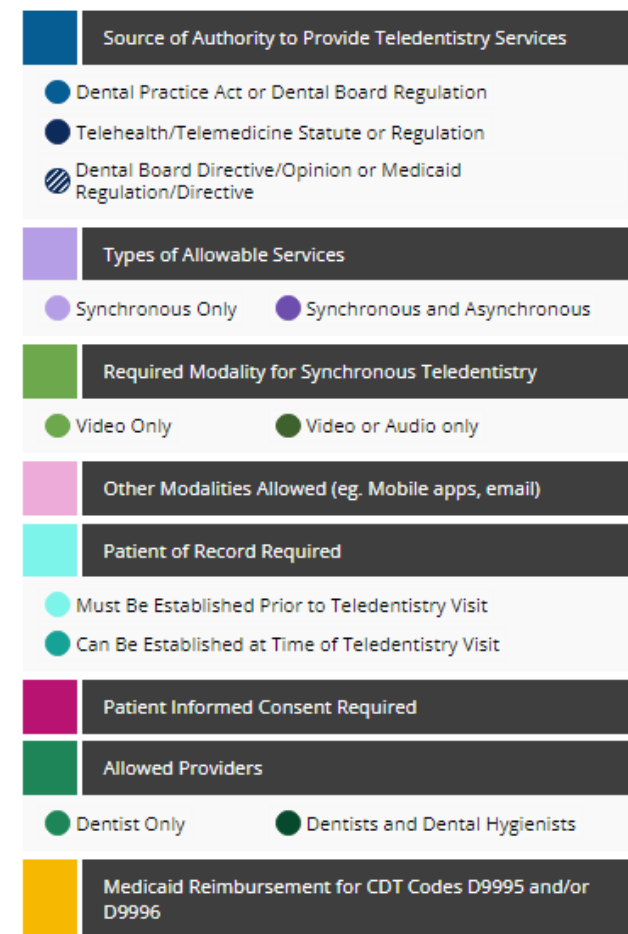 Source of Authority to Provide Teledentistry Services
Dental Practice Act or Dental Board Regulation
Telehealth/Telemedicine Statute or Regulation
Dental Board Directive/Opinion or Medicaid
Regulation/Directive
Types of Allowable Services
Synchronous Only
Synchronous and Asynchronous
Required Modality for Synchronous Teledentistry
Video Only
Video or Audio only
Other Modalities Allowed (eg. Mobile apps, email)
Patient of Record Required
Must Be Established Prior to Teledentistry Visit
Can Be Established at Time of Teledentistry Visit
Patient Informed Consent Required
Allowed Providers
Dentist Only
Dentists and Dental Hygienists
Medicaid Reimbursement for CDT Codes D9995 and/or
D9996